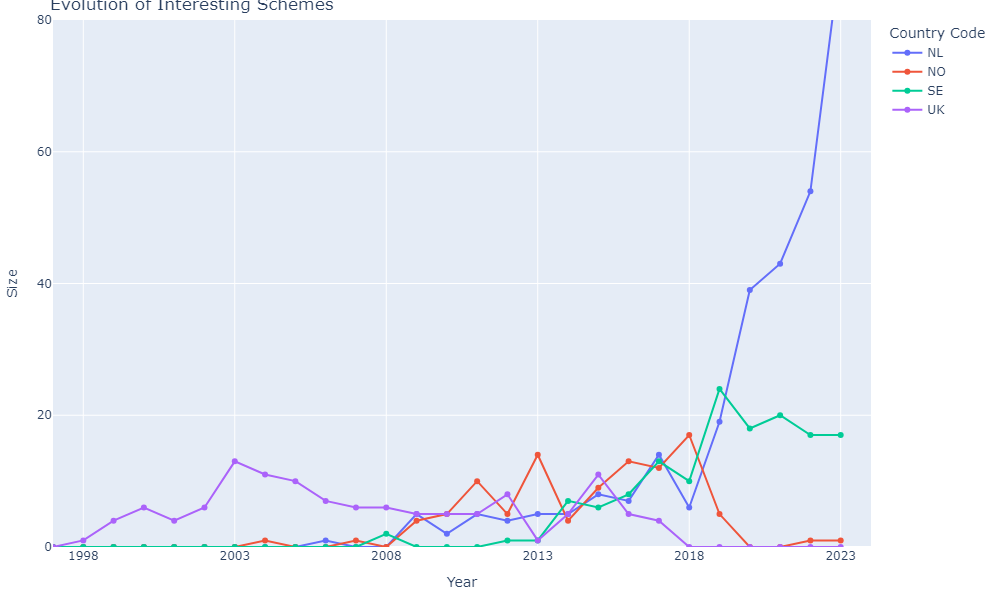 Evolution of Interesting Schemes
80
60
40
20
0
Size
1998
2003
2008
2013
2018
2023
Year
Country Code
NL
NO
SE
UK